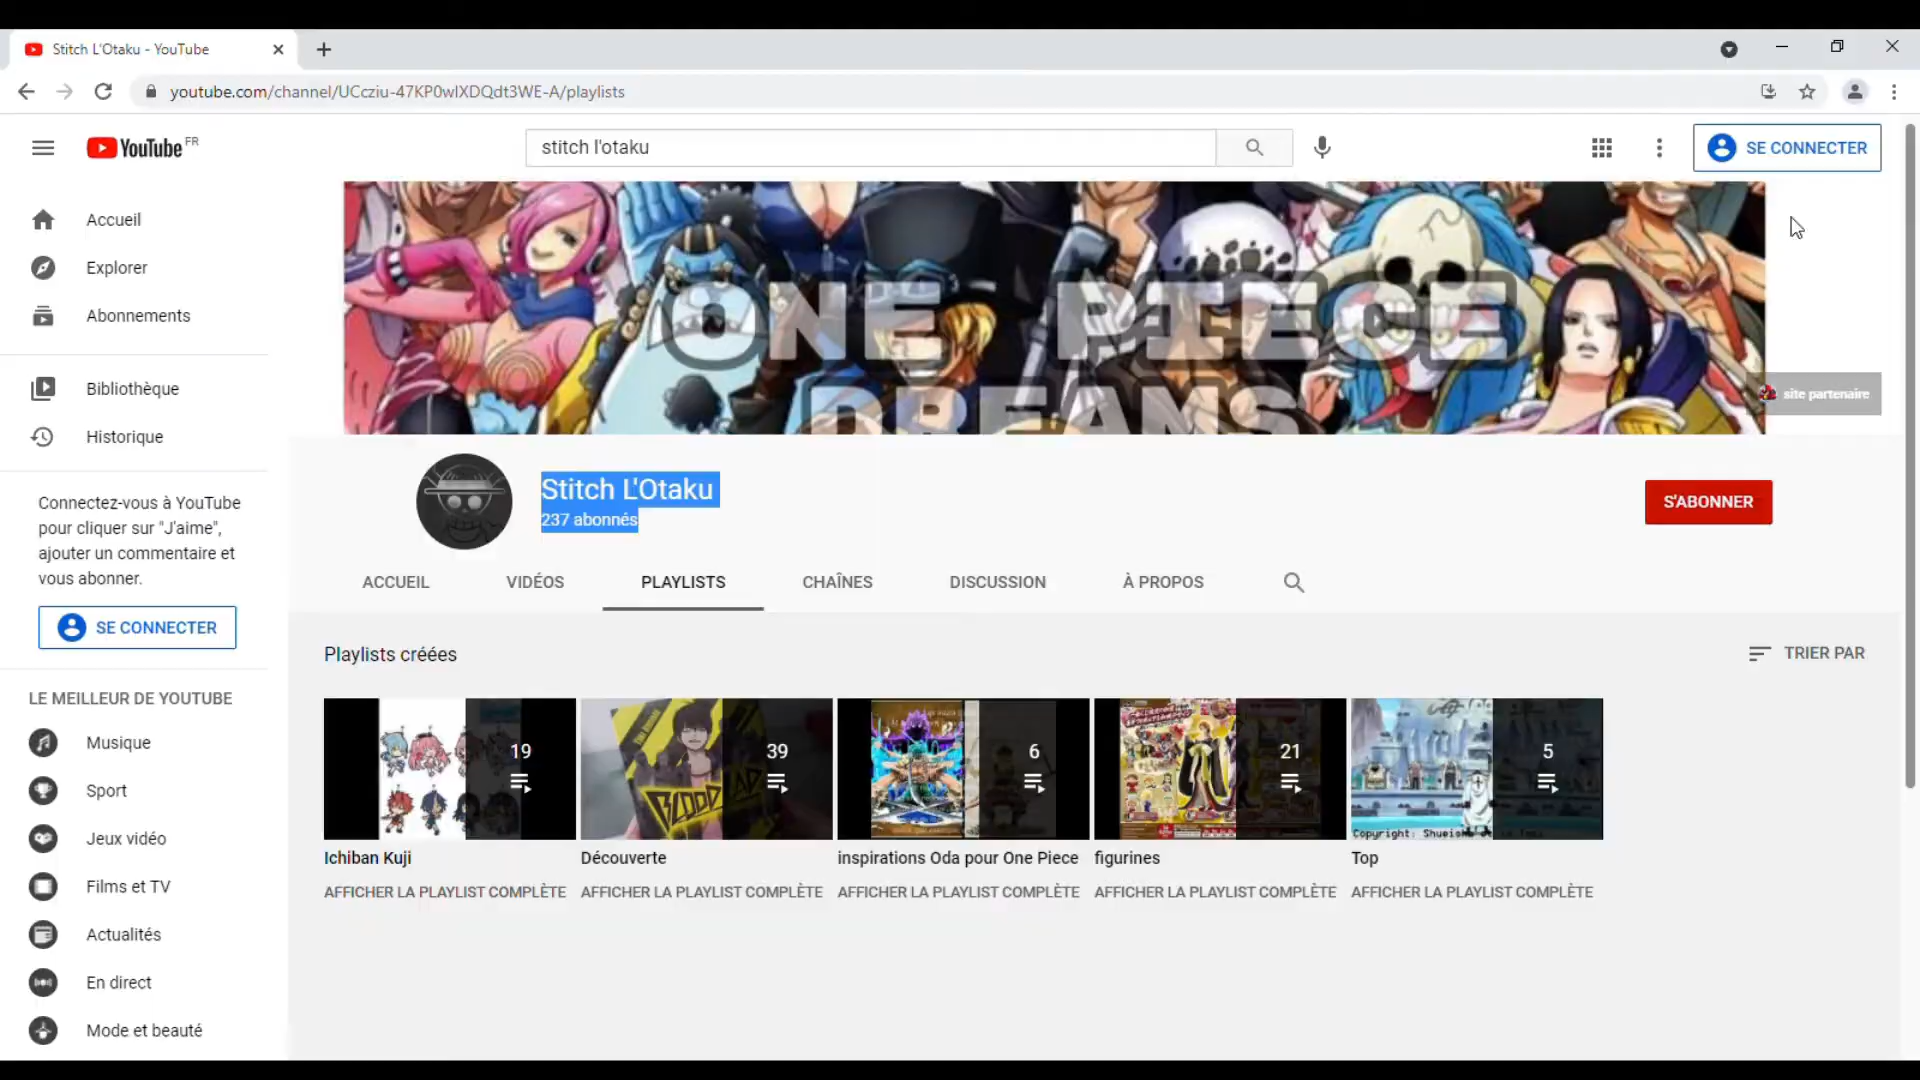 Stitch L'Otaku - YouTube
youtube.com/channel/UCcziu-47KP0wIXDQdt3WE-A/playlists
YouTube FR
stitch l'otaku
SE CONNECTER
Accueil
Explorer
Abonnements
Bibliothèque
Historique
Connectez-vous à YouTube
pour cliquer sur "J'aime",
ajouter un commentaire et
vous abonner.
SE CONNECTER
LE MEILLEUR DE YOUTUBE
Musique
Sport
Jeux vidéo
Films et TV
Actualités
En direct
Mode et beauté
ONE PIECE
DREAMS
site partenaire
Stitch L'Otaku
237 abonnés
S'ABONNER
ACCUEIL
VIDÉOS
PLAYLISTS
CHAÎNES
DISCUSSION
À PROPOS
Playlists créées
TRIER PAR
19
Ichiban Kuji
AFFICHER LA PLAYLIST COMPLÈTE
39
Découverte
AFFICHER LA PLAYLIST COMPLÈTE
6
inspirations Oda pour One Piece
AFFICHER LA PLAYLIST COMPLÈTE
21
figurines
AFFICHER LA PLAYLIST COMPLÈTE
5
Top
AFFICHER LA PLAYLIST COMPLÈTE